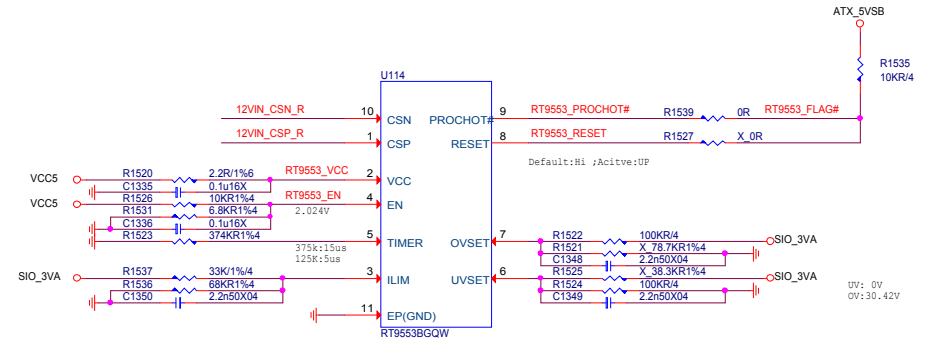 ATX_5VSB
R1535
10KR/4
U114
12VIN_CSN_R
10
CSN
PROCHOT#
9
RT9553_PROCHOT#
R1539
0R
RT9553_FLAG#
12VIN_CSP_R
1
CSP
RESET
8
RT9553_RESET
R1527
X_0R
Default:Hi ;Acitve:UP
VCC5
R1520
2.2R/1%6
RT9553_VCC
2
VCC
C1335
0.1u16X
VCC5
R1526
10KR1%4
RT9553_EN
4
EN
R1531
6.8KR1%4
2.024V
C1336
0.1u16X
R1523
374KR1%4
5
TIMER
375k:15us
125K:5us
OVSET
7
R1522
100KR/4
SIO_3VA
R1521
X_78.7KR1%4
C1348
2.2n50X04
SIO_3VA
R1537
33K/1%/4
3
ILIM
R1536
68KR1%4
C1350
2.2n50X04
UVSET
6
R1525
X_38.3KR1%4
SIO_3VA
R1524
100KR/4
C1349
2.2n50X04
UV: 0V
OV:30.42V
11
EP(GND)
RT9553BGQW